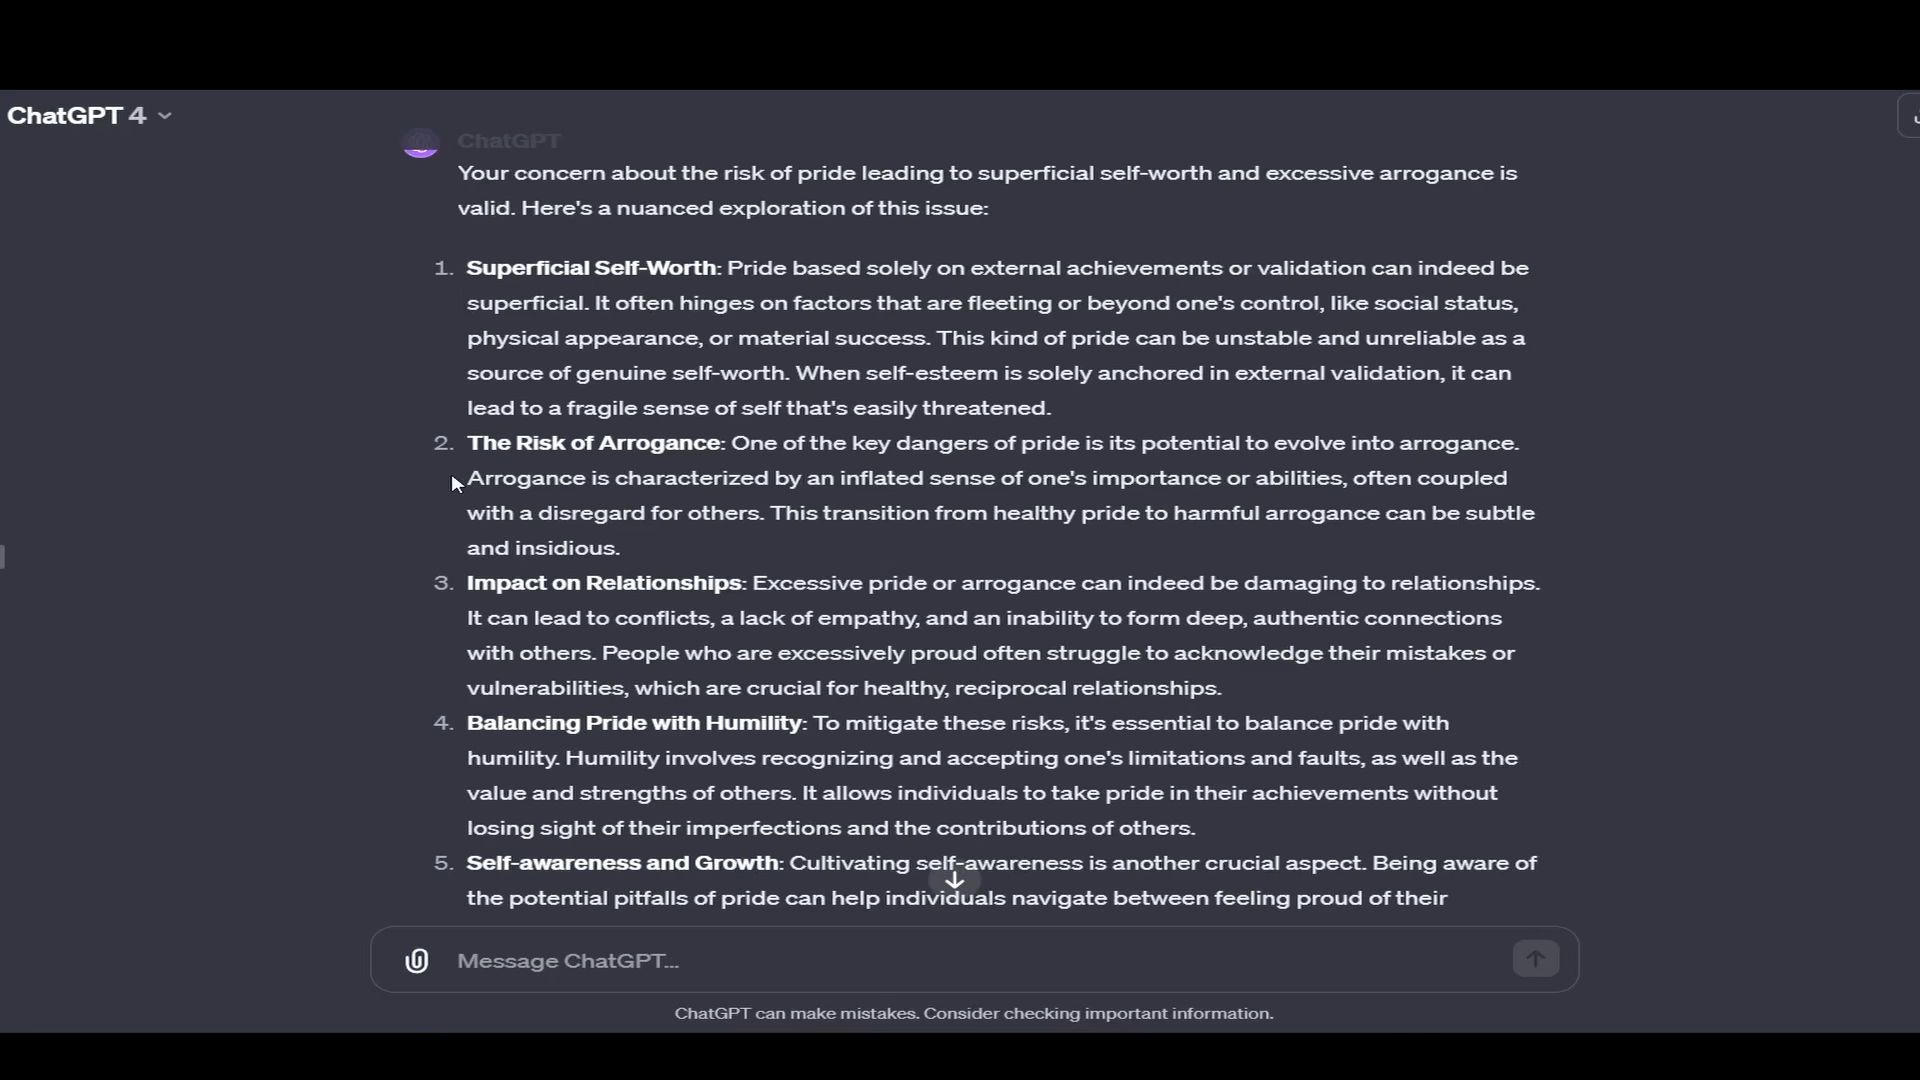 ChatGPT 4
ChatGPT
Your concern about the risk of pride leading to superficial self-worth and excessive arrogance is
valid. Here's a nuanced exploration of this issue:
1. Superficial Self-Worth: Pride based solely on external achievements or validation can indeed be
superficial. It often hinges on factors that are fleeting or beyond one's control, like social status,
physical appearance, or material success. This kind of pride can be unstable and unreliable as a
source of genuine self-worth. When self-esteem is solely anchored in external validation, it can
lead to a fragile sense of self that's easily threatened.
2. The Risk of Arrogance: One of the key dangers of pride is its potential to evolve into arrogance.
Arrogance is characterized by an inflated sense of one's importance or abilities, often coupled
with a disregard for others. This transition from healthy pride to harmful arrogance can be subtle
and insidious.
3. Impact on Relationships: Excessive pride or arrogance can indeed be damaging to relationships.
It can lead to conflicts, a lack of empathy, and an inability to form deep, authentic connections
with others. People who are excessively proud often struggle to acknowledge their mistakes or
vulnerabilities, which are crucial for healthy, reciprocal relationships.
4. Balancing Pride with Humility: To mitigate these risks, it's essential to balance pride with
humility. Humility involves recognizing and accepting one's limitations and faults, as well as the
value and strengths of others. It allows individuals to take pride in their achievements without
losing sight of their imperfections and the contributions of others.
5. Self-awareness and Growth: Cultivating self-awareness is another crucial aspect. Being aware of
the potential pitfalls of pride can help individuals navigate between feeling proud of their
Message ChatGPT...
ChatGPT can make mistakes. Consider checking important information.